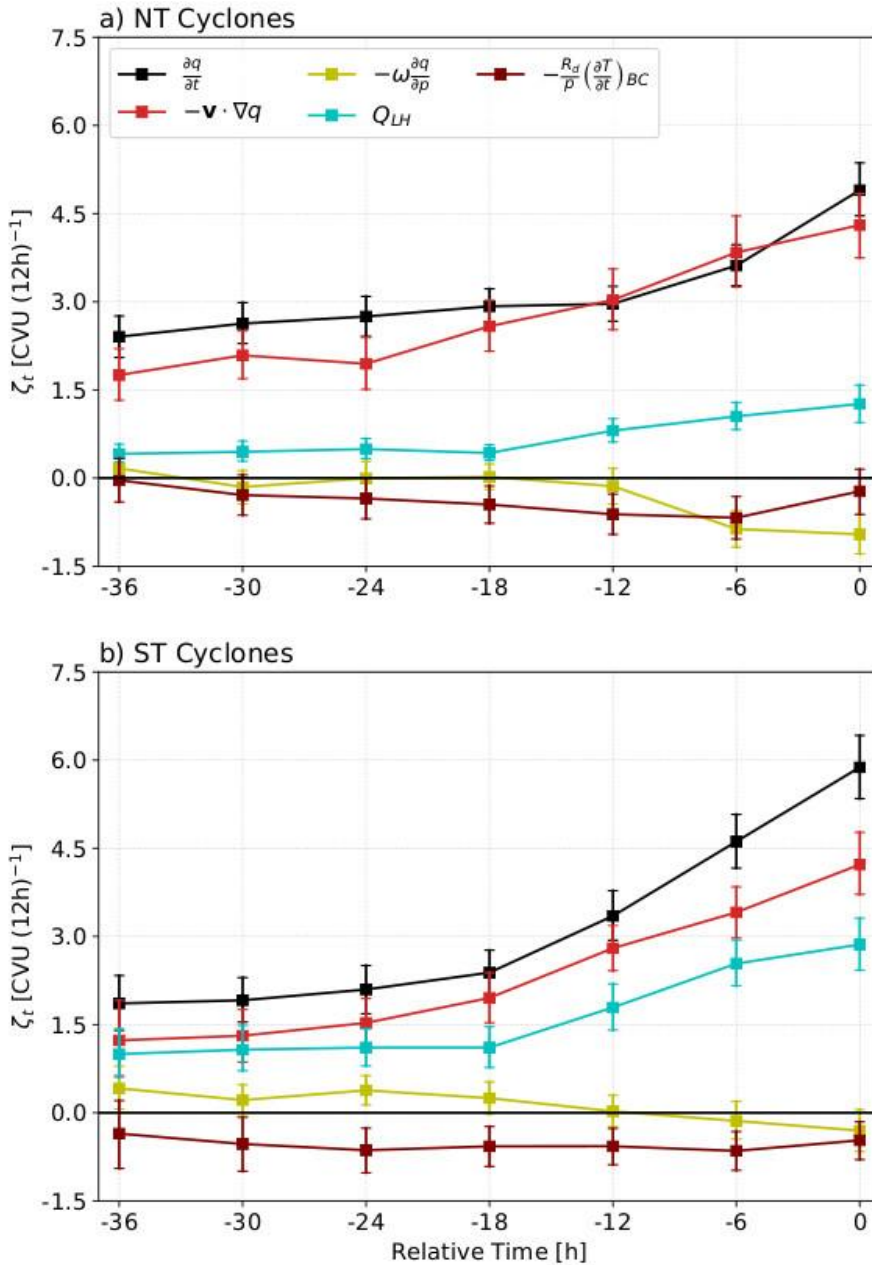 a) NT Cyclones
7.5
6.0
4.5
3.0
1.5
0.0
-1.5
ζt [CVU (12h)⁻¹]
∂q/∂t
−v · ∇q
−ω ∂q/∂p
Q_LH
−R_d/p (∂T/∂t)_BC
-36 -30 -24 -18 -12 -6 0
b) ST Cyclones
7.5
6.0
4.5
3.0
1.5
0.0
-1.5
ζt [CVU (12h)⁻¹]
-36 -30 -24 -18 -12 -6 0
Relative Time [h]